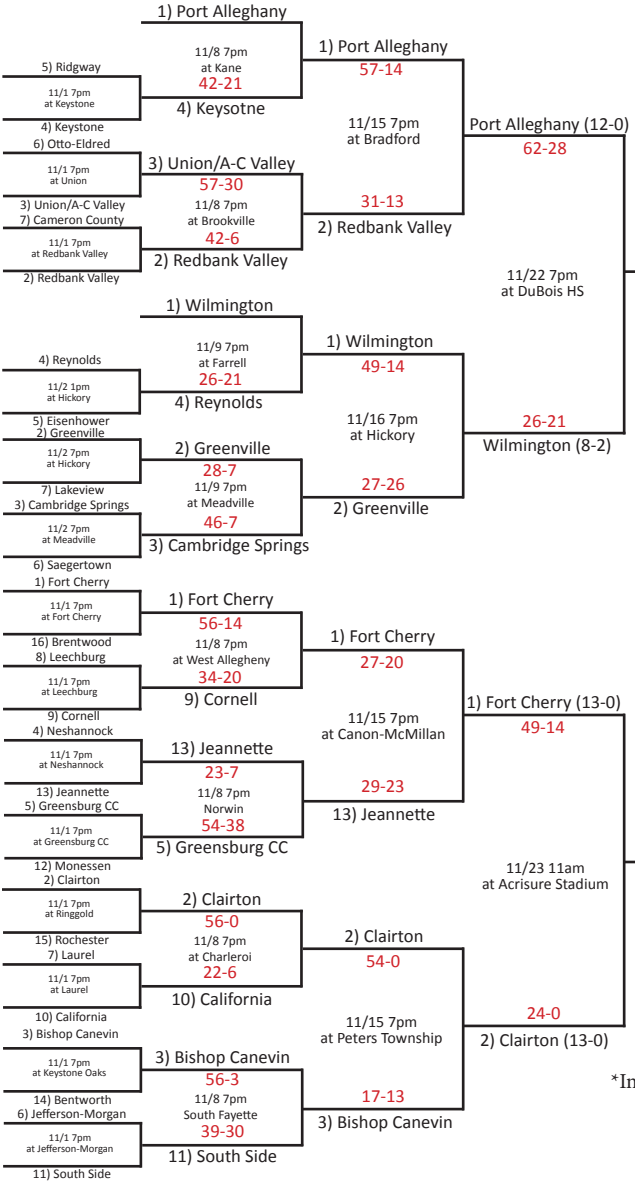 1) Port Alleghany
11/8 7pm
at Kane
42-21
4) Keysotne
5) Ridgway
11/1 7pm
at Keystone
4) Keystone
6) Otto-Eldred
11/1 7pm
at Union
3) Union/A-C Valley
7) Cameron County
11/1 7pm
at Redbank Valley
2) Redbank Valley
3) Union/A-C Valley
57-30
11/8 7pm
at Brookville
42-6
2) Redbank Valley
1) Port Alleghany
57-14
11/15 7pm
at Bradford
31-13
2) Redbank Valley
Port Alleghany (12-0)
62-28
11/22 7pm
at DuBois HS
26-21
Wilmington (8-2)
1) Wilmington
11/9 7pm
at Farrell
26-21
4) Reynolds
4) Reynolds
11/2 1pm
at Hickory
5) Eisenhower
2) Greenville
11/2 7pm
at Hickory
7) Lakeview
3) Cambridge Springs
11/2 7pm
at Meadville
6) Saegertown
2) Greenville
28-7
11/9 7pm
at Meadville
46-7
3) Cambridge Springs
1) Wilmington
49-14
11/16 7pm
at Hickory
27-26
2) Greenville
1) Fort Cherry
11/1 7pm
at Fort Cherry
16) Brentwood
8) Leechburg
11/1 7pm
at Leechburg
9) Cornell
4) Neshannock
11/1 7pm
at Neshannock
13) Jeannette
5) Greensburg CC
11/1 7pm
at Greensburg CC
12) Monessen
1) Fort Cherry
56-14
11/8 7pm
at West Allegheny
34-20
9) Cornell
13) Jeannette
23-7
11/8 7pm
Norwin
54-38
5) Greensburg CC
1) Fort Cherry
27-20
11/15 7pm
at Canon-McMillan
29-23
13) Jeannette
1) Fort Cherry (13-0)
49-14
11/23 11am
at Acrisure Stadium
24-0
2) Clairton (13-0)
2) Clairton
11/1 7pm
at Ringgold
15) Rochester
7) Laurel
11/1 7pm
at Laurel
10) California
3) Bishop Canevin
11/1 7pm
at Keystone Oaks
14) Bentworth
6) Jefferson-Morgan
11/1 7pm
at Jefferson-Morgan
11) South Side
2) Clairton
56-0
11/8 7pm
at Charleroi
22-6
10) California
3) Bishop Canevin
56-3
11/8 7pm
South Fayette
39-30
11) South Side
2) Clairton
54-0
11/15 7pm
at Peters Township
17-13
3) Bishop Canevin
*In